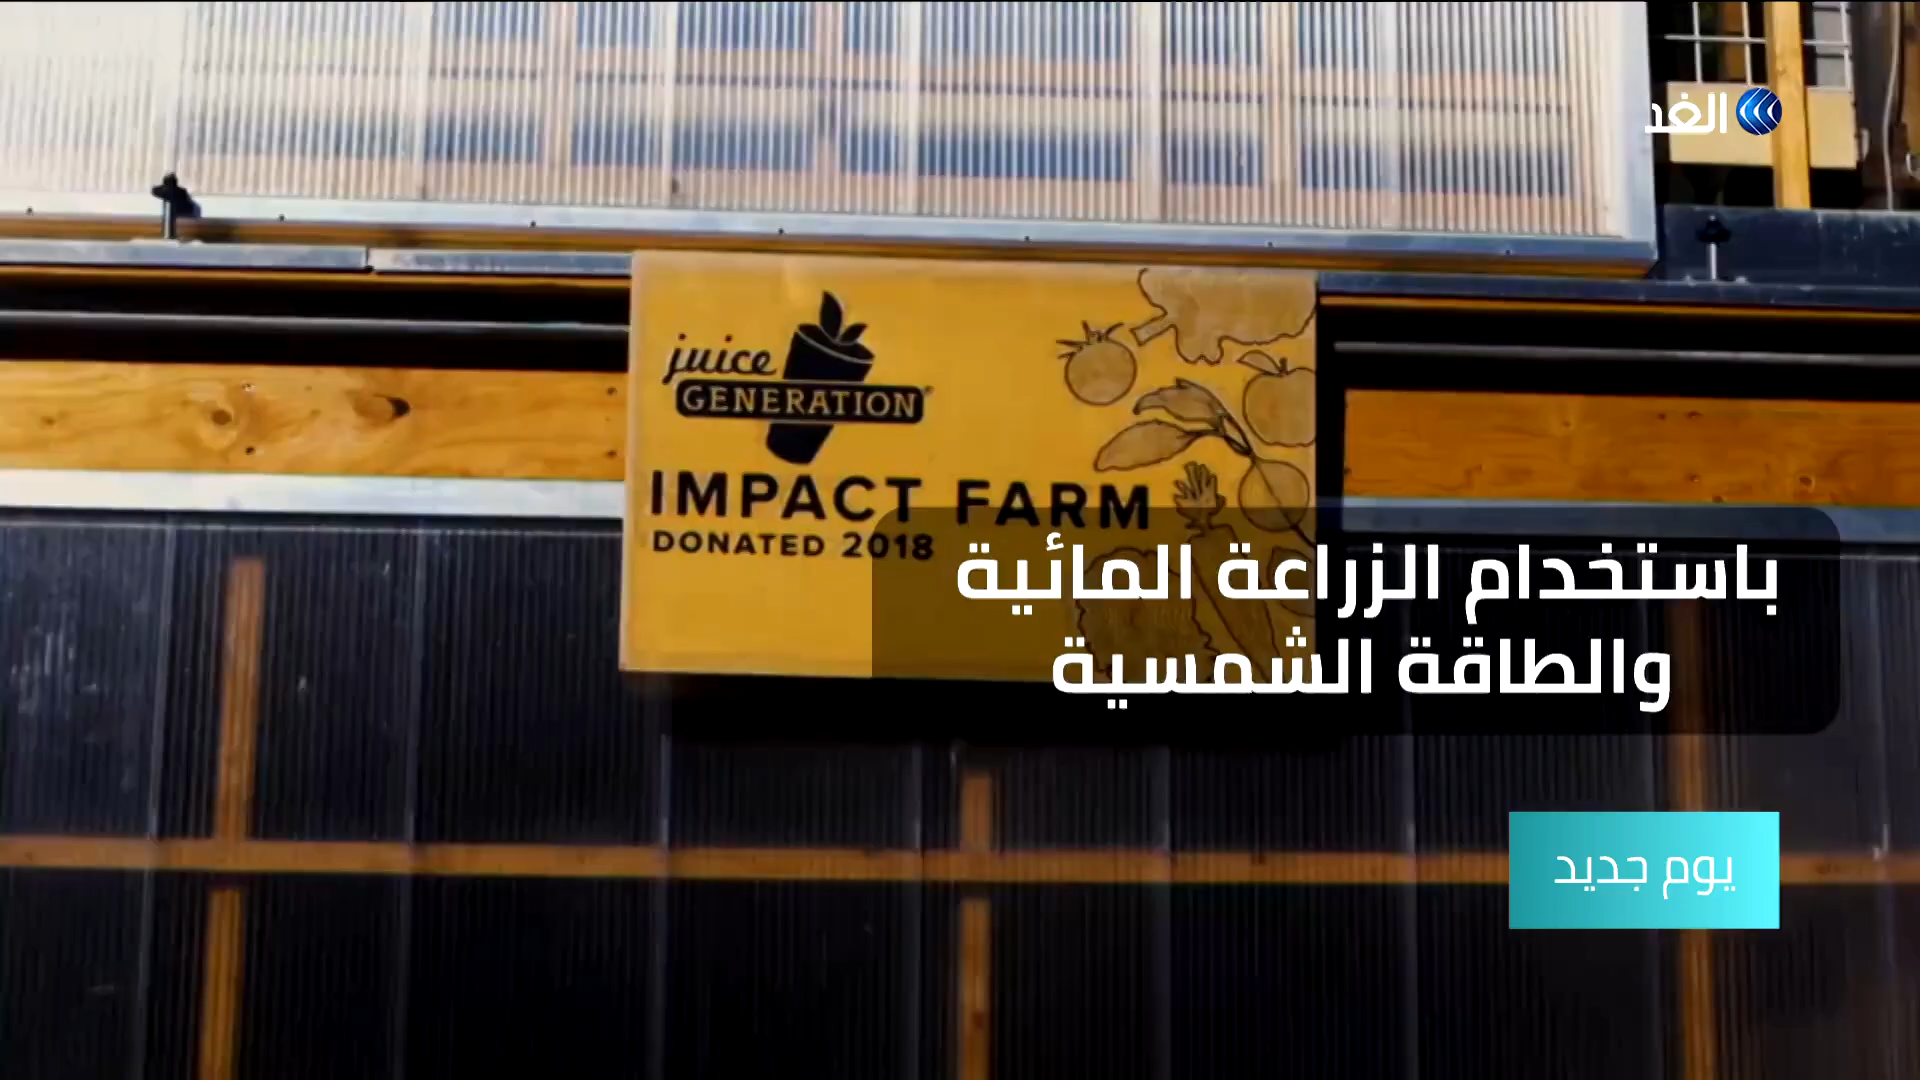 الغد
juice
GENERATION
IMPACT FARM
DONATED 2018
باستخدام الزراعة المائية
والطاقة الشمسية
يوم جديد